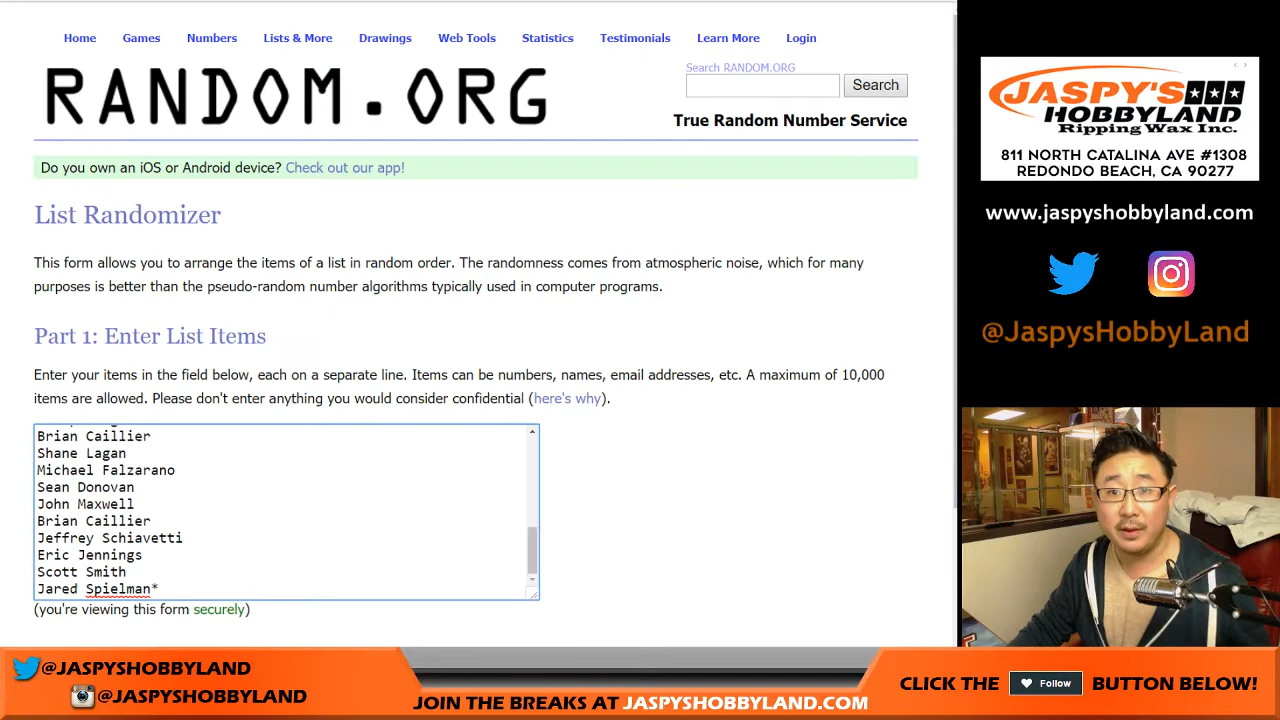 Home Games Numbers Lists & More Drawings Web Tools Statistics Testimonials Learn More Login
RANDOM.ORG
Search RANDOM.ORG
Search
True Random Number Service
Do you own an iOS or Android device? Check out our app!
List Randomizer
This form allows you to arrange the items of a list in random order. The randomness comes from atmospheric noise, which for many
purposes is better than the pseudo-random number algorithms typically used in computer programs.
Part 1: Enter List Items
Enter your items in the field below, each on a separate line. Items can be numbers, names, email addresses, etc. A maximum of 10,000
items are allowed. Please don't enter anything you would consider confidential (here's why).
Brian Caillier
Shane Lagan
Michael Falzarano
Sean Donovan
John Maxwell
Brian Caillier
Jeffrey Schiavetti
Eric Jennings
Scott Smith
Jared Spielman*
(you're viewing this form securely)
JASPY'S
HOBBYLAND
Ripping Wax Inc.
811 NORTH CATALINA AVE #1308
REDONDO BEACH, CA 90277
www.jaspyshobbyland.com
@JaspysHobbyLand
@JASPYSHOBBYLAND
@JASPYSHOBBYLAND
JOIN THE BREAKS AT JASPYSHOBBYLAND.COM
CLICK THE Follow BUTTON BELOW!